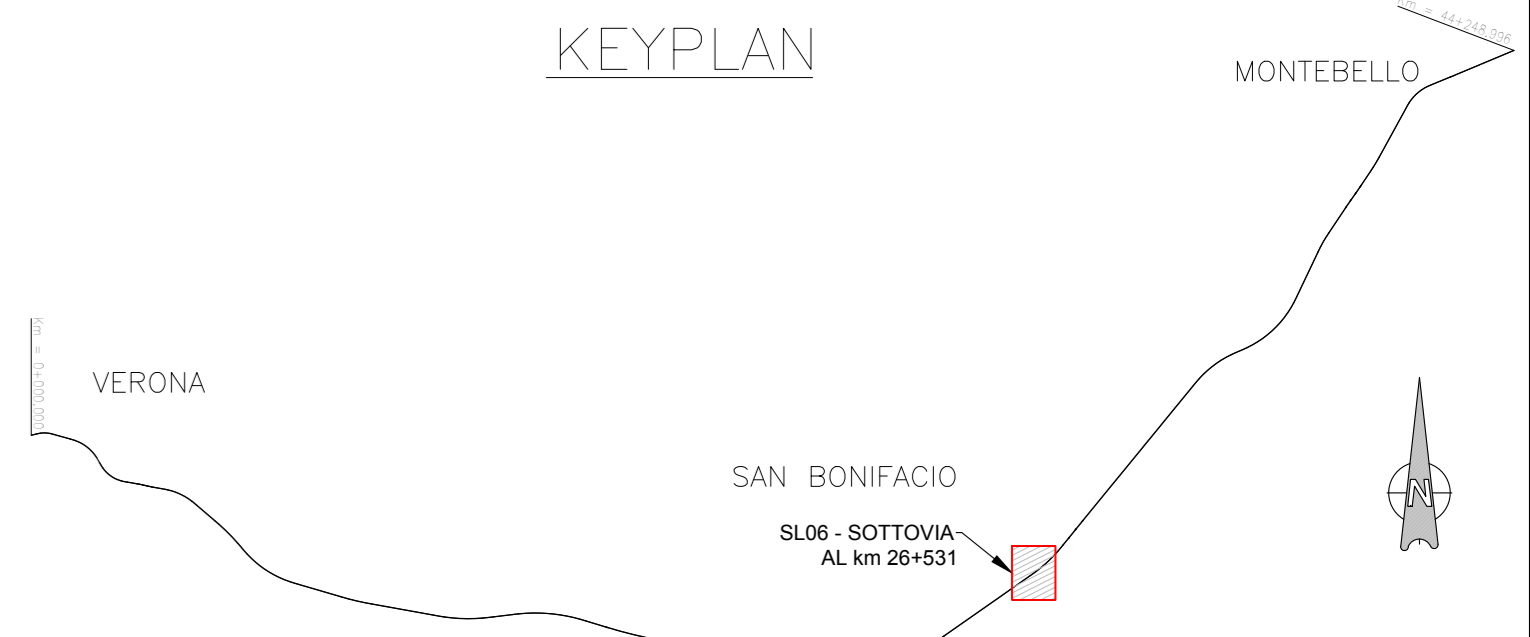 KEYPLAN
Km = 44+248.996
MONTEBELLO
Km = 0+000.000
VERONA
SAN BONIFACIO
SL06 - SOTTOVIA
AL km 26+531
N